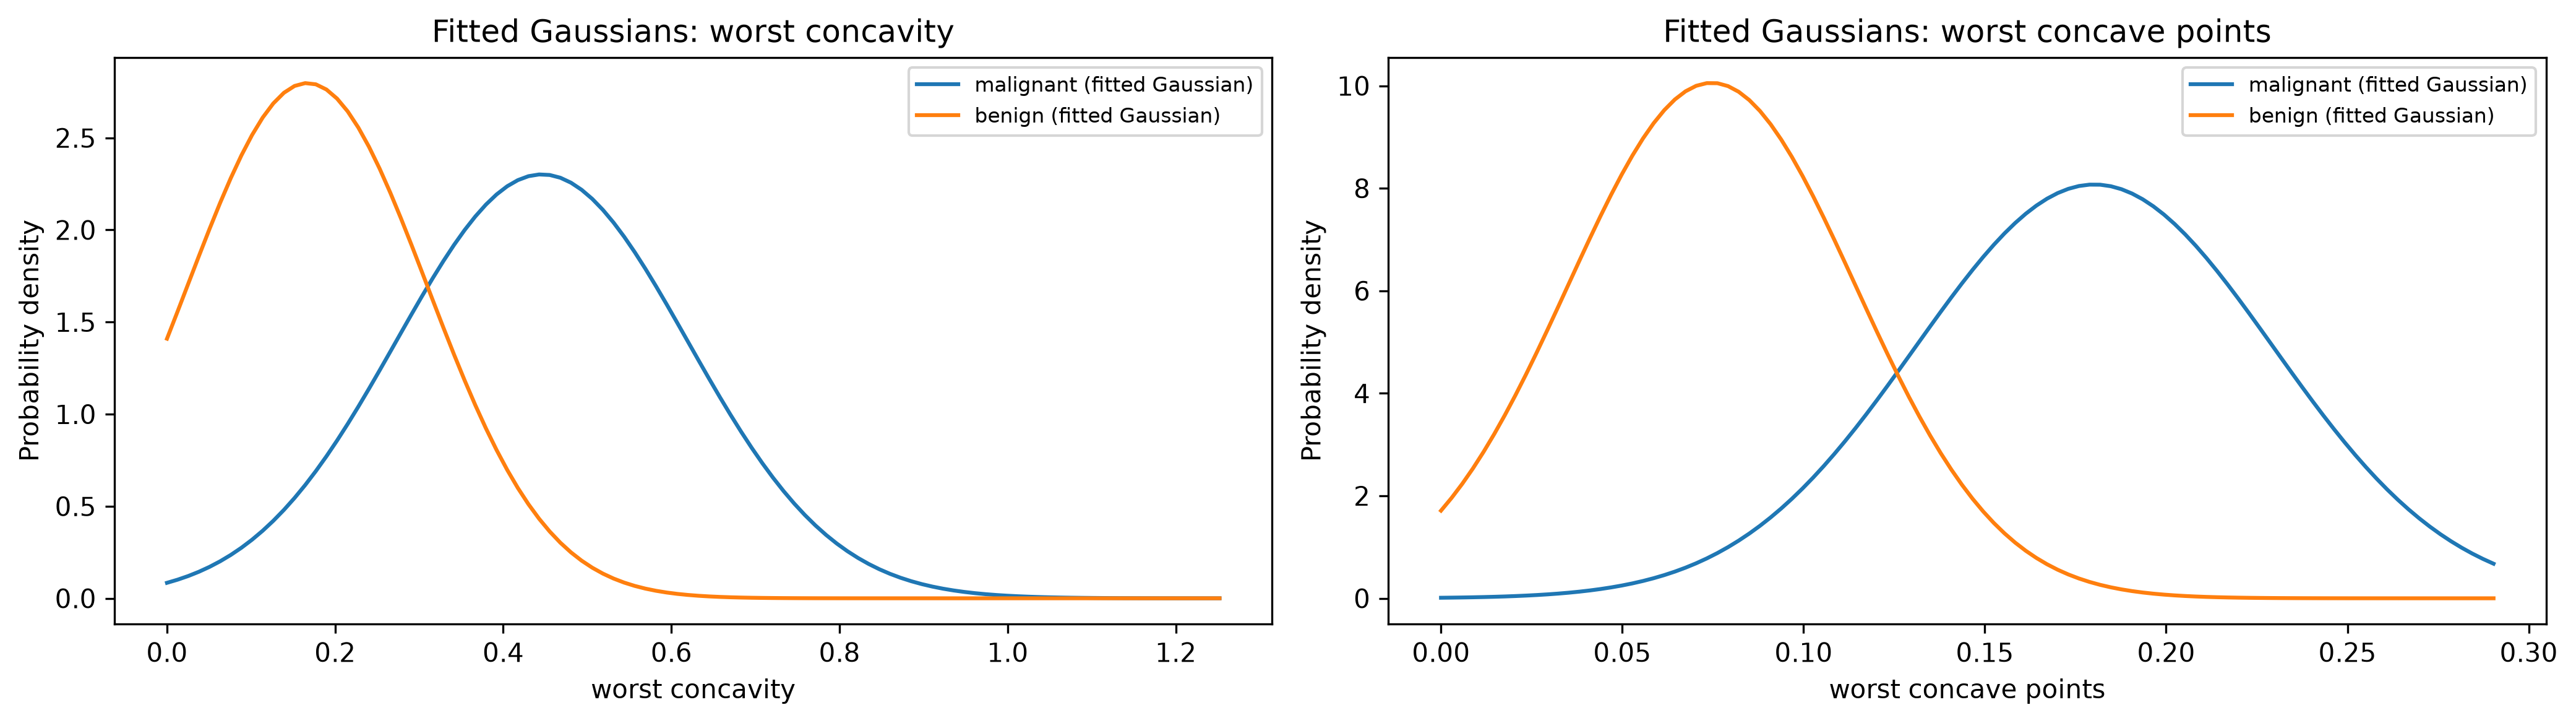 Fitted Gaussians: worst concavity
malignant (fitted Gaussian)
benign (fitted Gaussian)
Probability density
2.5
2.0
1.5
1.0
0.5
0.0
0.0 0.2 0.4 0.6 0.8 1.0 1.2
worst concavity
Fitted Gaussians: worst concave points
malignant (fitted Gaussian)
benign (fitted Gaussian)
Probability density
10
8
6
4
2
0
0.00 0.05 0.10 0.15 0.20 0.25 0.30
worst concave points